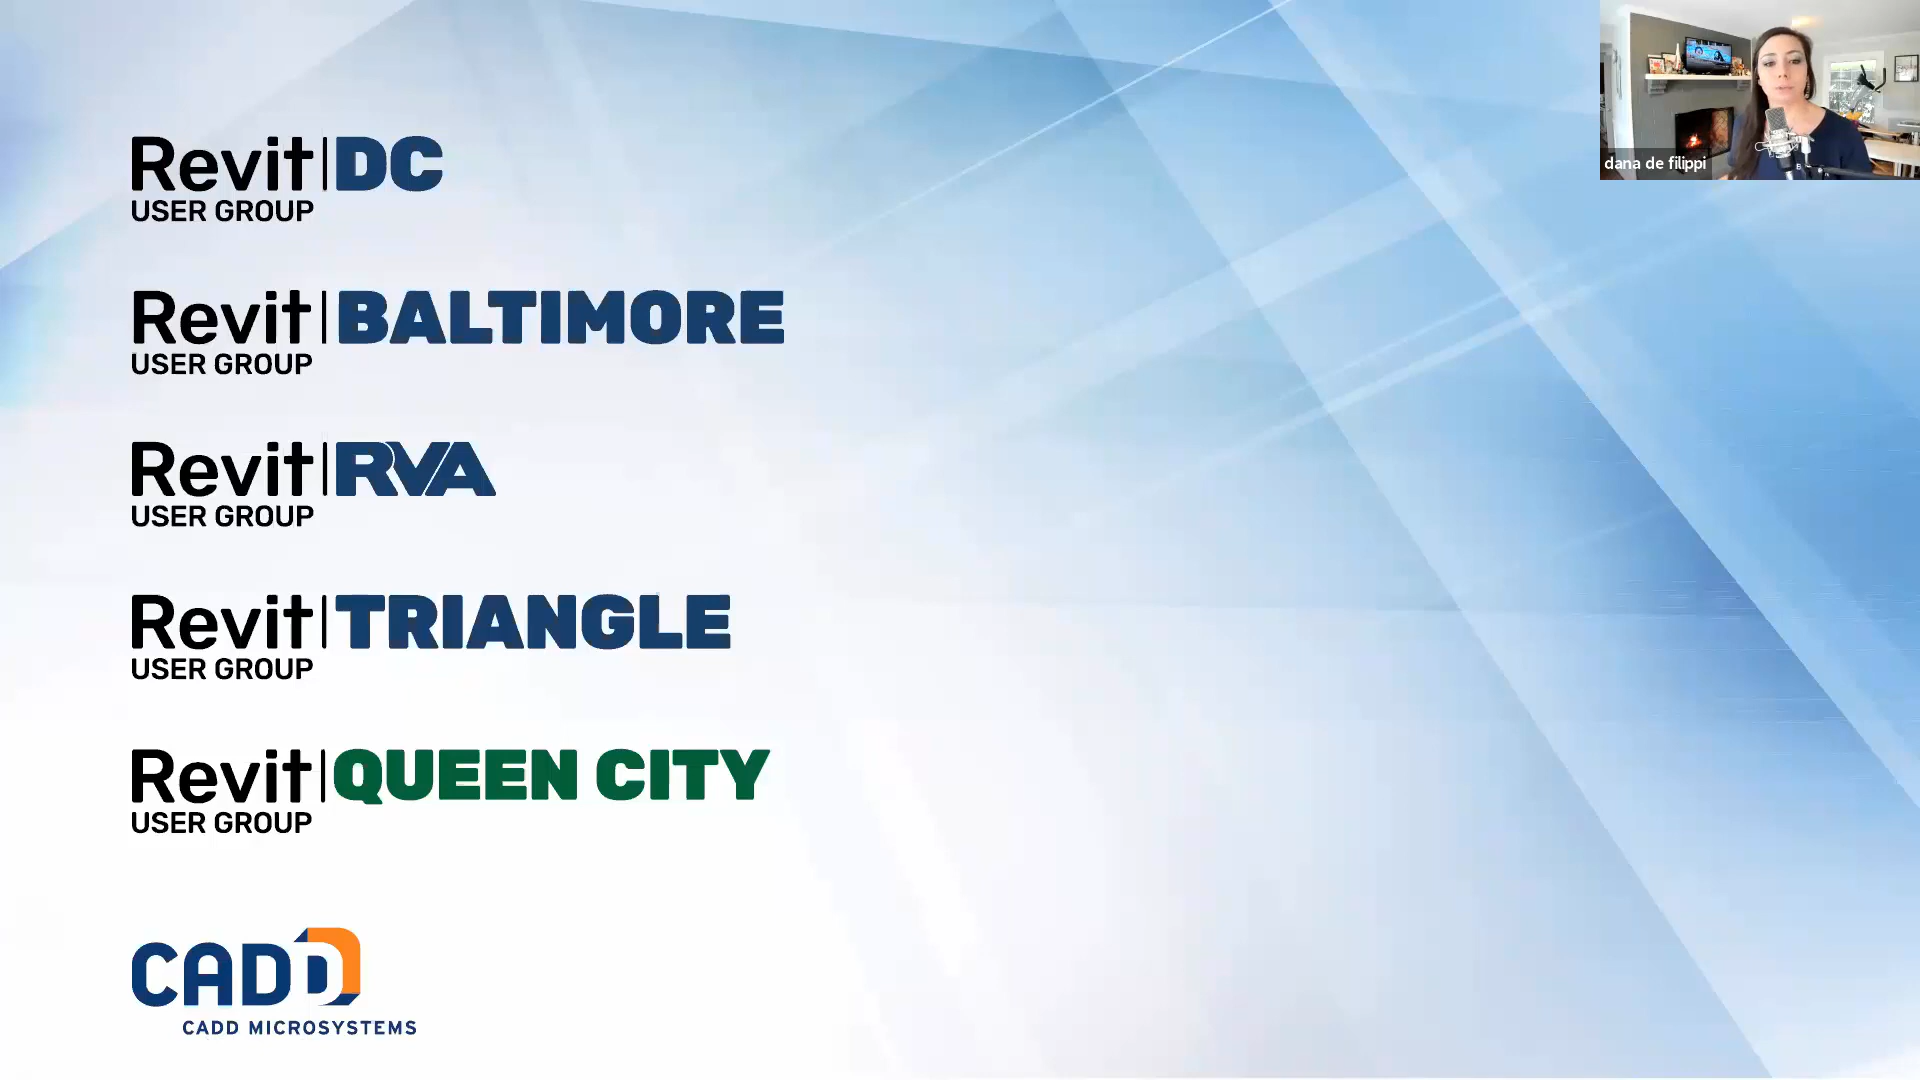 Revit|DC
USER GROUP
Revit|BALTIMORE
USER GROUP
Revit|RVA
USER GROUP
Revit|TRIANGLE
USER GROUP
Revit|QUEEN CITY
USER GROUP
CADD
CADD MICROSYSTEMS
dana de filippi